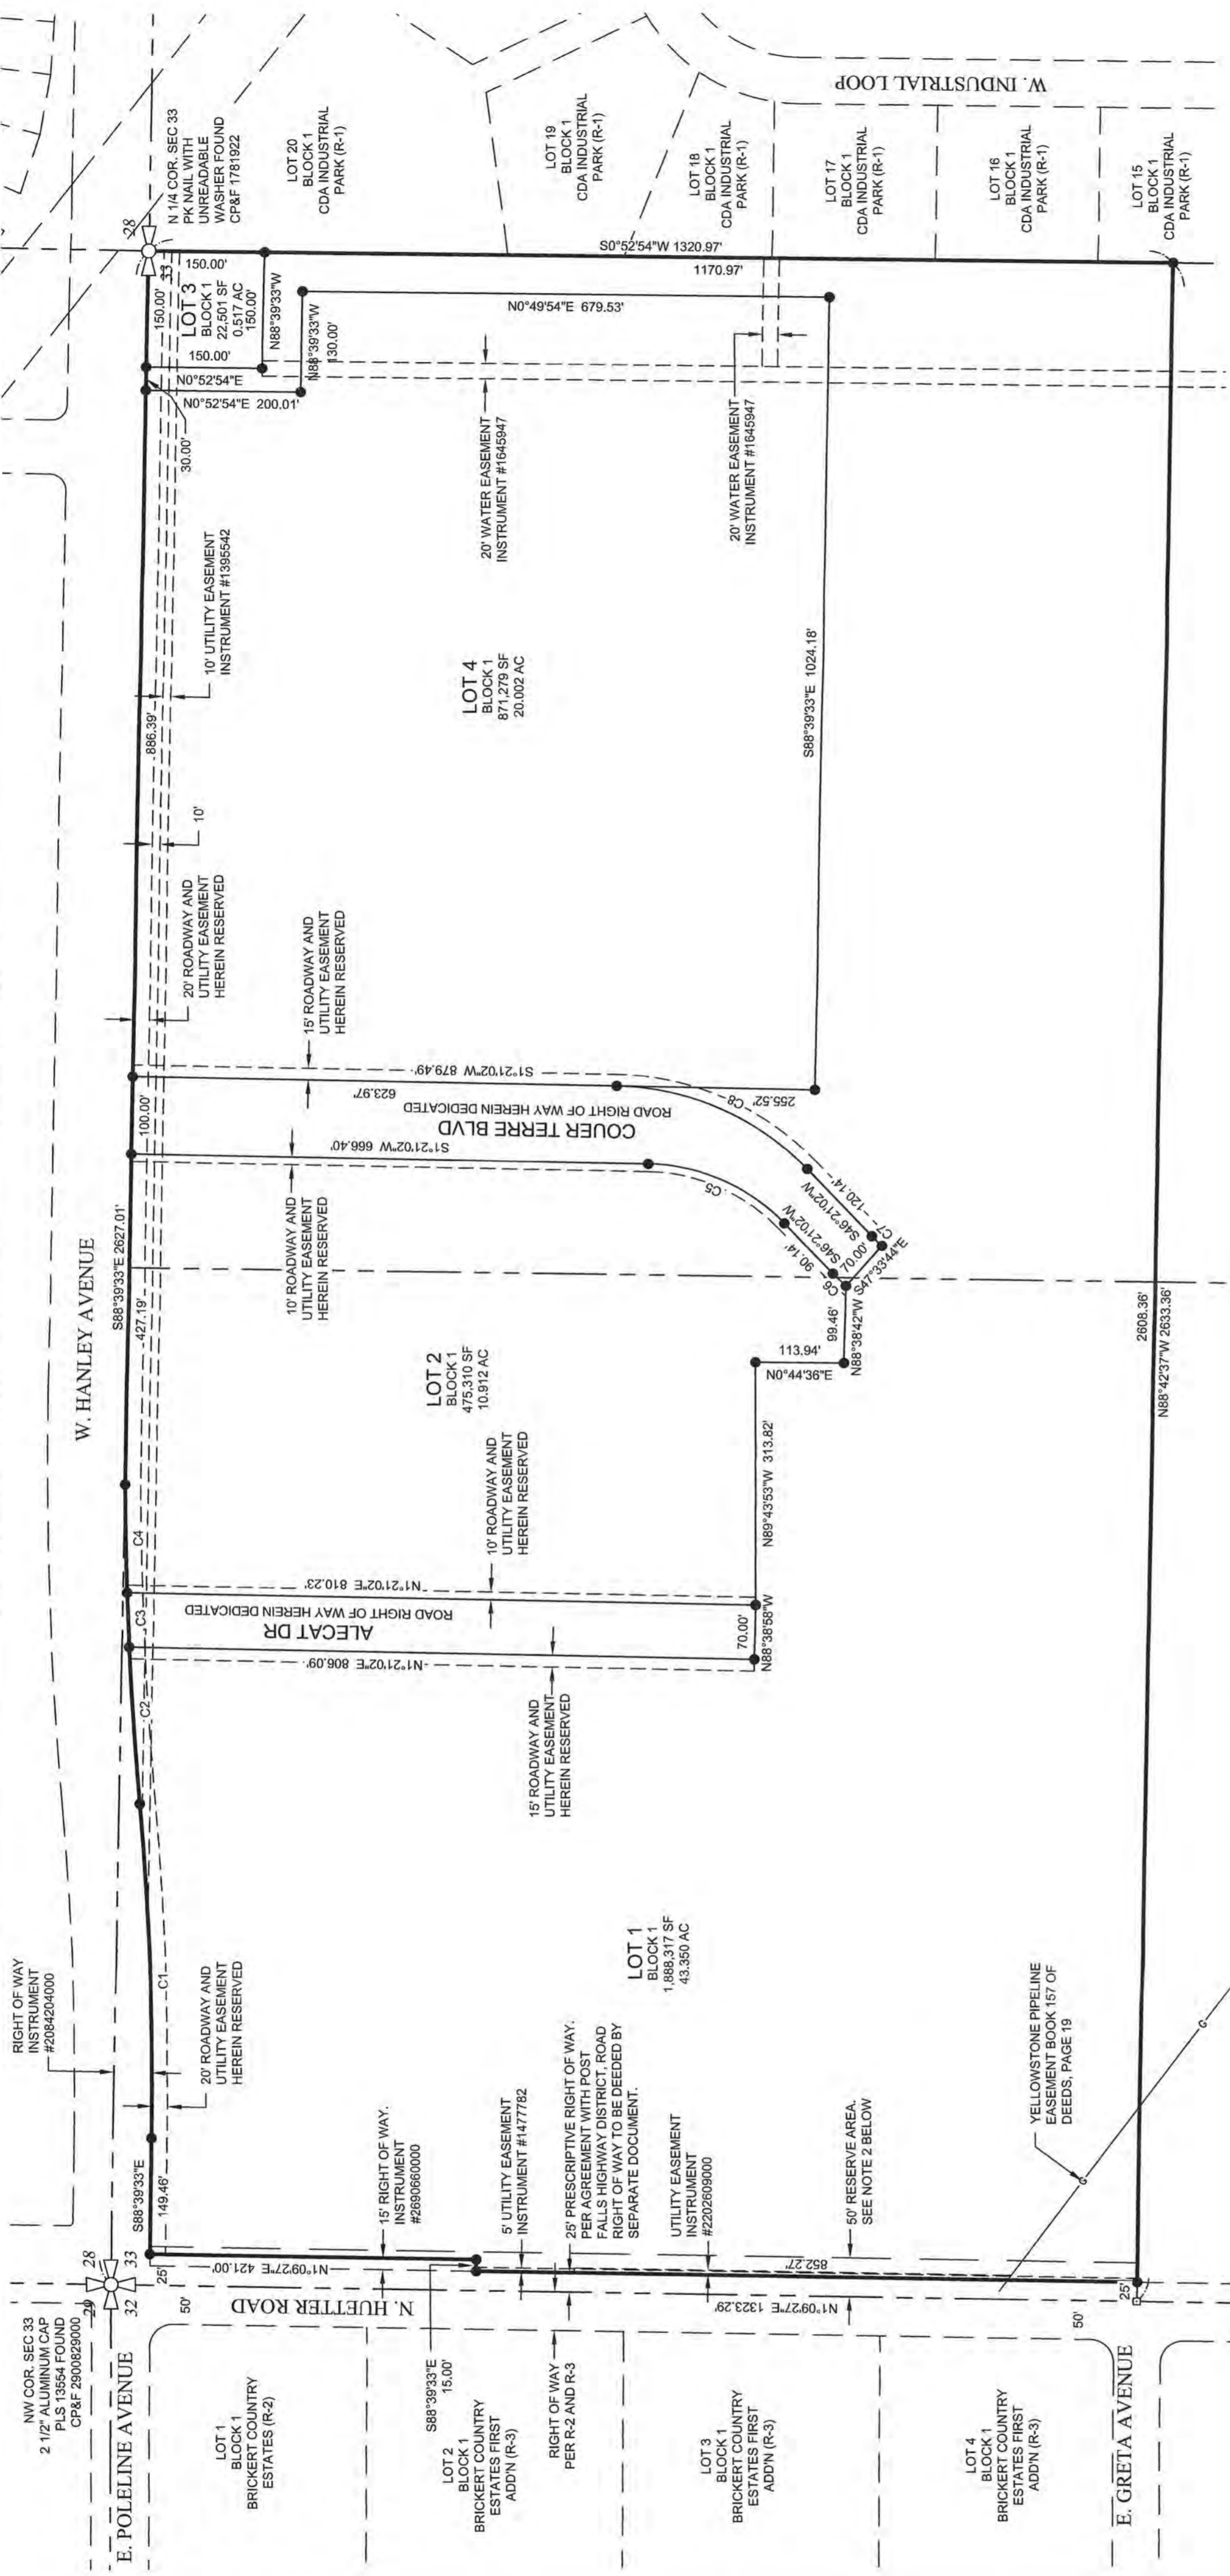 NW COR. SEC 33
2 1/2" ALUMINUM CAP
PLS 13554 FOUND
CP&F 2900829000
29
28
32
33
E. POLELINE AVENUE
RIGHT OF WAY
INSTRUMENT
#2084204000
W. HANLEY AVENUE
S88°39'33"E 2627.01'
28
33
N 1/4 COR. SEC 33
PK NAIL WITH
UNREADABLE
WASHER FOUND
CP&F 1781922
S88°39'33"E
149.46'
25'
50'
C1
C2
C3
C4
427.19'
100.00'
886.39'
30.00'
150.00'
150.00'
20' ROADWAY AND
UTILITY EASEMENT
HEREIN RESERVED
20' ROADWAY AND
UTILITY EASEMENT
HEREIN RESERVED
10'
10' UTILITY EASEMENT
INSTRUMENT #1395542
LOT 3
BLOCK 1
22,501 SF
0.517 AC
150.00'
N88°39'33"W
150.00'
N0°52'54"E
N0°52'54"E 200.01'
N88°39'33"W
130.00'
LOT 20
BLOCK 1
CDA INDUSTRIAL
PARK (R-1)
LOT 19
BLOCK 1
CDA INDUSTRIAL
PARK (R-1)
LOT 18
BLOCK 1
CDA INDUSTRIAL
PARK (R-1)
LOT 17
BLOCK 1
CDA INDUSTRIAL
PARK (R-1)
LOT 16
BLOCK 1
CDA INDUSTRIAL
PARK (R-1)
LOT 15
BLOCK 1
CDA INDUSTRIAL
PARK (R-1)
W. INDUSTRIAL LOOP
S0°52'54"W 1320.97'
1170.97'
N0°49'54"E 679.53'
20' WATER EASEMENT
INSTRUMENT #1645947
20' WATER EASEMENT
INSTRUMENT #1645947
LOT 4
BLOCK 1
871,279 SF
20.002 AC
S88°39'33"E 1024.18'
15' ROADWAY AND
UTILITY EASEMENT
HEREIN RESERVED
S1°21'02"W 879.49'
623.97'
255.52'
ROAD RIGHT OF WAY HEREIN DEDICATED
COUER TERRE BLVD
S1°21'02"W 666.40'
10' ROADWAY AND
UTILITY EASEMENT
HEREIN RESERVED
C5
C8
S46°21'02"W
90.14'
S46°21'02"W
120.14'
C6
C7
70.00'
S47°33'44"E
99.46'
N88°38'42"W
113.94'
N0°44'36"E
LOT 2
BLOCK 1
475,310 SF
10.912 AC
N89°43'53"W 313.82'
10' ROADWAY AND
UTILITY EASEMENT
HEREIN RESERVED
N1°21'02"E 810.23'
ROAD RIGHT OF WAY HEREIN DEDICATED
ALECAT DR
N1°21'02"E 806.09'
70.00'
N88°38'58"W
15' ROADWAY AND
UTILITY EASEMENT
HEREIN RESERVED
LOT 1
BLOCK 1
1,888,317 SF
43.350 AC
15' RIGHT OF WAY.
INSTRUMENT
#2690660000
N1°09'27"E 421.00'
N. HUETTER ROAD
S88°39'33"E
15.00'
5' UTILITY EASEMENT
INSTRUMENT #1477782
25' PRESCRIPTIVE RIGHT OF WAY.
PER AGREEMENT WITH POST
FALLS HIGHWAY DISTRICT, ROAD
RIGHT OF WAY TO BE DEEDED BY
SEPARATE DOCUMENT.
RIGHT OF WAY
PER R-2 AND R-3
UTILITY EASEMENT
INSTRUMENT
#2202609000
50' RESERVE AREA.
SEE NOTE 2 BELOW
852.27'
N1°09'27"E 1323.29'
YELLOWSTONE PIPELINE
EASEMENT BOOK 157 OF
DEEDS, PAGE 19
G
G
2608.36'
N88°42'37"W 2633.36'
25'
50'
LOT 1
BLOCK 1
BRICKERT COUNTRY
ESTATES (R-2)
LOT 2
BLOCK 1
BRICKERT COUNTRY
ESTATES FIRST
ADD'N (R-3)
LOT 3
BLOCK 1
BRICKERT COUNTRY
ESTATES FIRST
ADD'N (R-3)
LOT 4
BLOCK 1
BRICKERT COUNTRY
ESTATES FIRST
ADD'N (R-3)
E. GRETA AVENUE